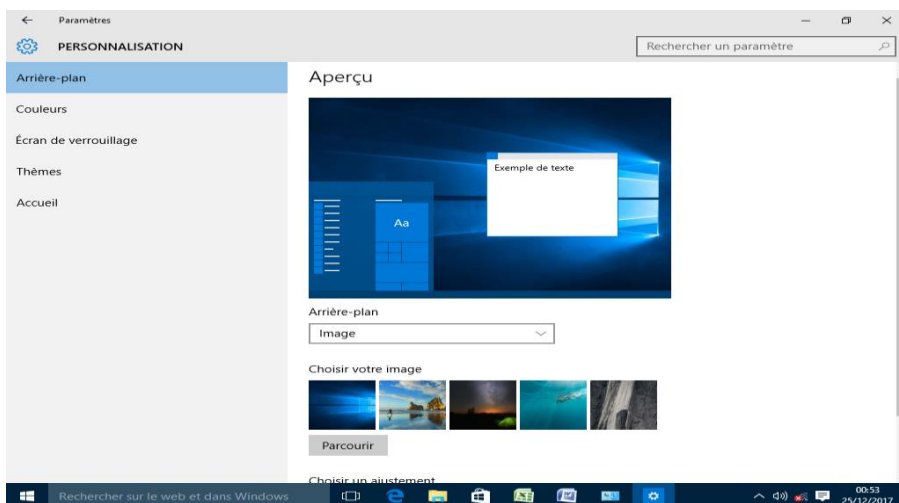 Paramètres
PERSONNALISATION
Rechercher un paramètre
Arrière-plan
Couleurs
Écran de verrouillage
Thèmes
Accueil
Aperçu
Exemple de texte
Aa
Arrière-plan
Image
Choisir votre image
Parcourir
Choisir un ajustement
Rechercher sur le web et dans Windows
00:53
25/12/2017